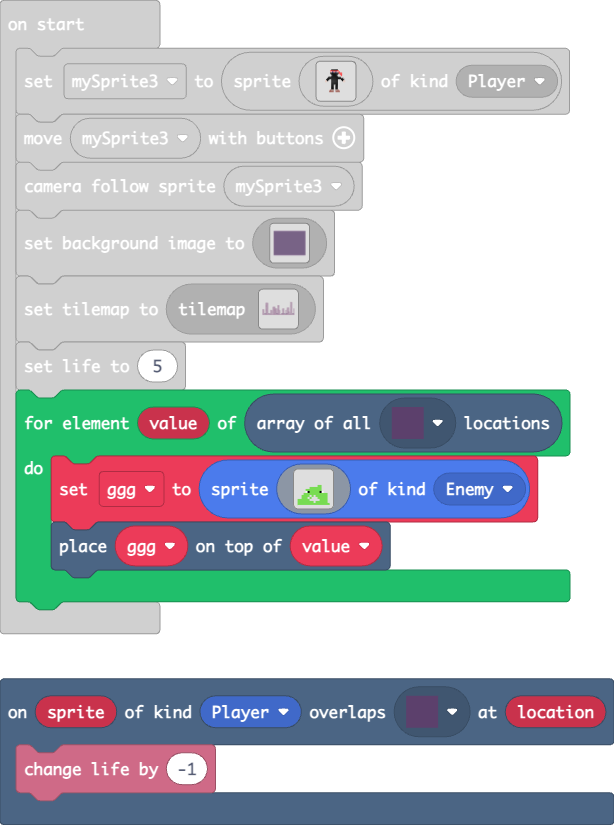 on start
set mySprite3 to sprite of kind Player
move mySprite3 with buttons
camera follow sprite mySprite3
set background image to
set tilemap to tilemap
set life to 5
for element value of array of all locations
do
set ggg to sprite of kind Enemy
place ggg on top of value
on sprite of kind Player overlaps at location
change life by -1